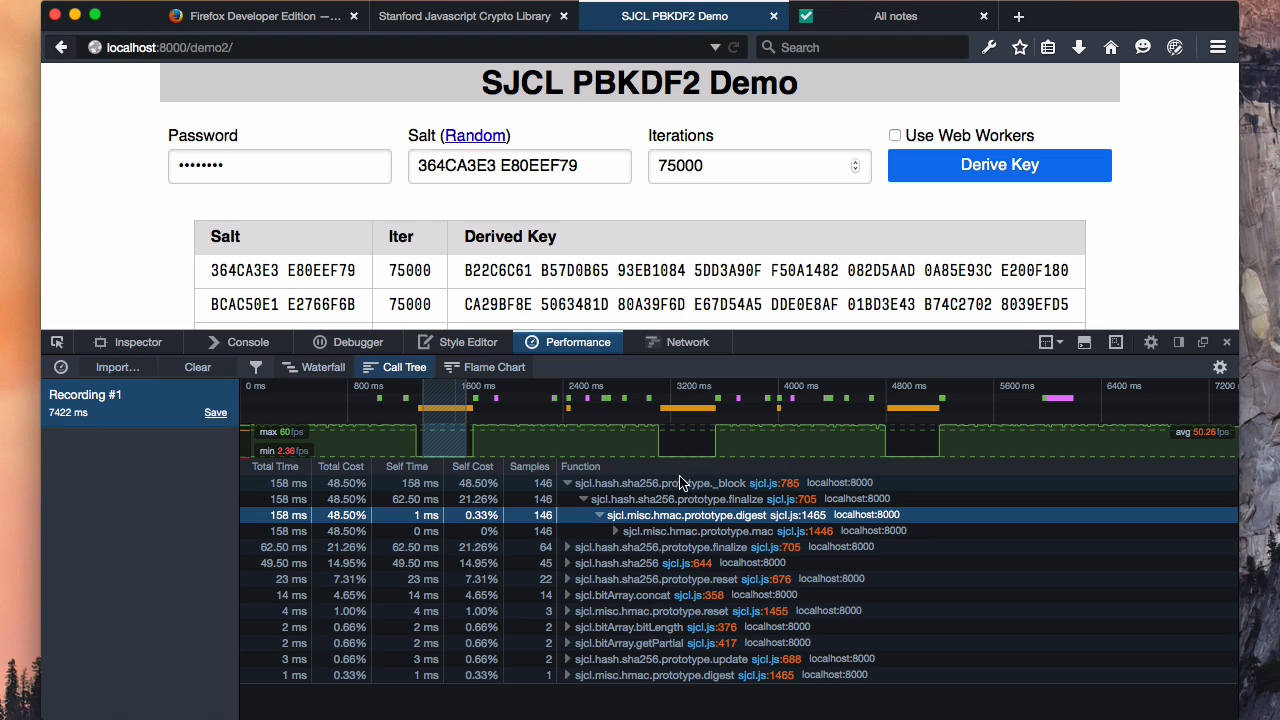 Firefox Developer Edition —... Stanford Javascript Crypto Library SJCL PBKDF2 Demo All notes
localhost:8000/demo2/ Search
SJCL PBKDF2 Demo
Password Salt (Random) Iterations Use Web Workers
•••••••• 364CA3E3 E80EEF79 75000 Derive Key
Salt Iter Derived Key
364CA3E3 E80EEF79 75000 B22C6C61 B57D0B65 93EB1084 5DD3A90F F50A1482 082D5AAD 0A85E93C E200F180
BCAC50E1 E2766F6B 75000 CA29BF8E 5063481D 80A39F6D E67D54A5 DDE0E8AF 01BD3E43 B74C2702 8039EFD5
Inspector Console Debugger Style Editor Performance Network
Import... Clear Waterfall Call Tree Flame Chart
Recording #1
7422 ms Save
0 ms 800 ms 1600 ms 2400 ms 3200 ms 4000 ms 4800 ms 5600 ms 6400 ms 7200
max 60 fps avg 50.26 fps
min 2.36 fps
Total Time Total Cost Self Time Self Cost Samples Function
158 ms 48.50% 158 ms 48.50% 146 sjcl.hash.sha256.prototype._block sjcl.js:785 localhost:8000
158 ms 48.50% 62.50 ms 21.26% 146 sjcl.hash.sha256.prototype.finalize sjcl.js:705 localhost:8000
158 ms 48.50% 1 ms 0.33% 146 sjcl.misc.hmac.prototype.digest sjcl.js:1465 localhost:8000
158 ms 48.50% 0 ms 0% 146 sjcl.misc.hmac.prototype.mac sjcl.js:1446 localhost:8000
62.50 ms 21.26% 62.50 ms 21.26% 64 sjcl.hash.sha256.prototype.finalize sjcl.js:705 localhost:8000
49.50 ms 14.95% 49.50 ms 14.95% 45 sjcl.hash.sha256 sjcl.js:644 localhost:8000
23 ms 7.31% 23 ms 7.31% 22 sjcl.hash.sha256.prototype.reset sjcl.js:676 localhost:8000
14 ms 4.65% 14 ms 4.65% 14 sjcl.bitArray.concat sjcl.js:358 localhost:8000
4 ms 1.00% 4 ms 1.00% 3 sjcl.misc.hmac.prototype.reset sjcl.js:1455 localhost:8000
2 ms 0.66% 2 ms 0.66% 2 sjcl.bitArray.bitLength sjcl.js:376 localhost:8000
2 ms 0.66% 2 ms 0.66% 2 sjcl.bitArray.getPartial sjcl.js:417 localhost:8000
3 ms 0.66% 3 ms 0.66% 2 sjcl.hash.sha256.prototype.update sjcl.js:688 localhost:8000
1 ms 0.33% 1 ms 0.33% 1 sjcl.misc.hmac.prototype.digest sjcl.js:1465 localhost:8000